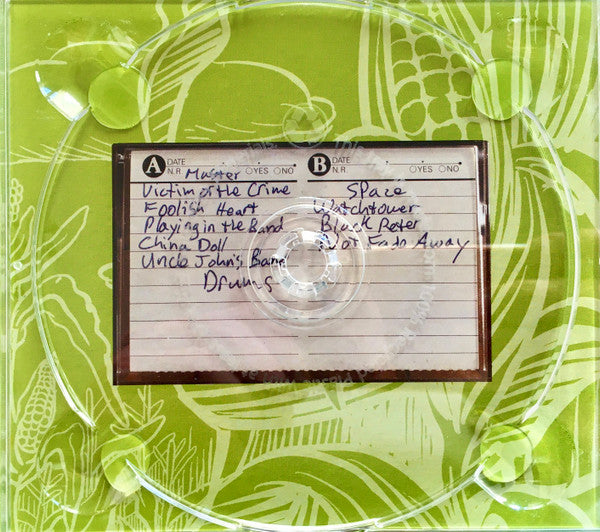 A DATE
N.R. YES NO
Master
Victim or the Crime
Foolish Heart
Playing in the Band
China Doll
Uncle John's Band
Drums
B DATE
N.R. YES NO
Space
Watchtower
Black Peter
Not Fade Away